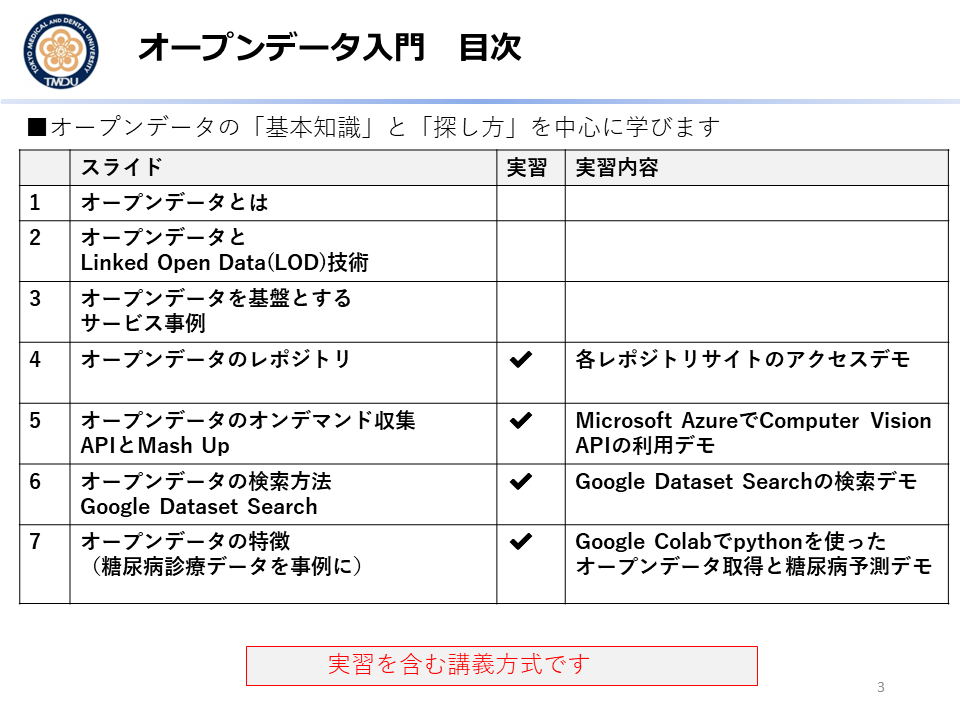 TOKYO MEDICAL AND DENTAL UNIVERSITY
TMDU
オープンデータ入門　目次
■オープンデータの「基本知識」と「探し方」を中心に学びます
スライド 実習 実習内容
1 オープンデータとは
2 オープンデータと
Linked Open Data(LOD)技術
3 オープンデータを基盤とする
サービス事例
4 オープンデータのレポジトリ ✔ 各レポジトリサイトのアクセスデモ
5 オープンデータのオンデマンド収集 ✔ Microsoft AzureでComputer Vision
APIとMash Up APIの利用デモ
6 オープンデータの検索方法 ✔ Google Dataset Searchの検索デモ
Google Dataset Search
7 オープンデータの特徴 ✔ Google Colabでpythonを使った
（糖尿病診療データを事例に） オープンデータ取得と糖尿病予測デモ
実習を含む講義方式です
3